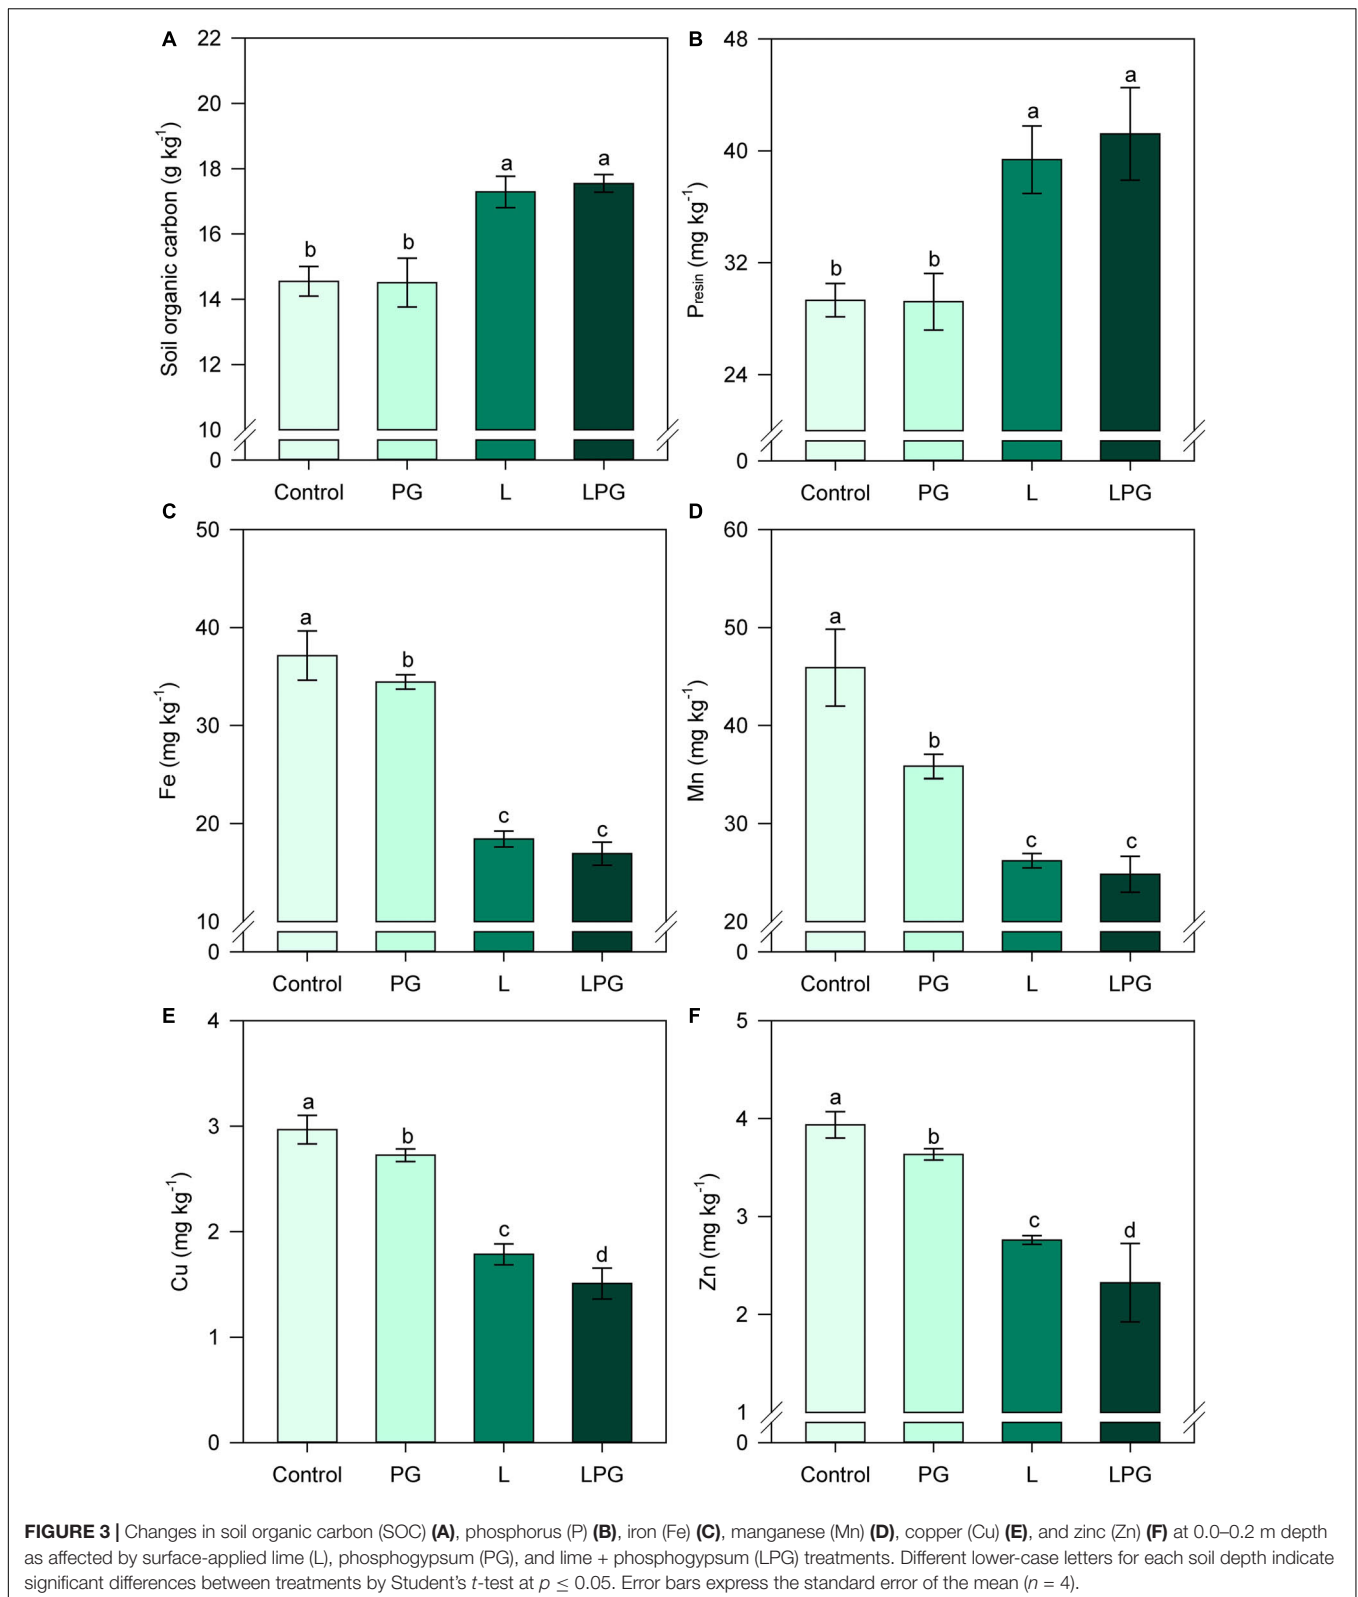 A
22
20
18
16
14
12
10
0
Soil organic carbon (g kg-1)
b
b
a
a
Control PG L LPG
B
48
40
32
24
0
Presin (mg kg-1)
b
b
a
a
Control PG L LPG
C
50
40
30
20
10
0
Fe (mg kg-1)
a
b
c
c
Control PG L LPG
D
60
50
40
30
20
0
Mn (mg kg-1)
a
b
c
c
Control PG L LPG
E
4
3
2
1
0
Cu (mg kg-1)
a
b
c
d
Control PG L LPG
F
5
4
3
2
1
0
Zn (mg kg-1)
a
b
c
d
Control PG L LPG
FIGURE 3 | Changes in soil organic carbon (SOC) (A), phosphorus (P) (B), iron (Fe) (C), manganese (Mn) (D), copper (Cu) (E), and zinc (Zn) (F) at 0.0–0.2 m depth
as affected by surface-applied lime (L), phosphogypsum (PG), and lime + phosphogypsum (LPG) treatments. Different lower-case letters for each soil depth indicate
significant differences between treatments by Student's t-test at p ≤ 0.05. Error bars express the standard error of the mean (n = 4).